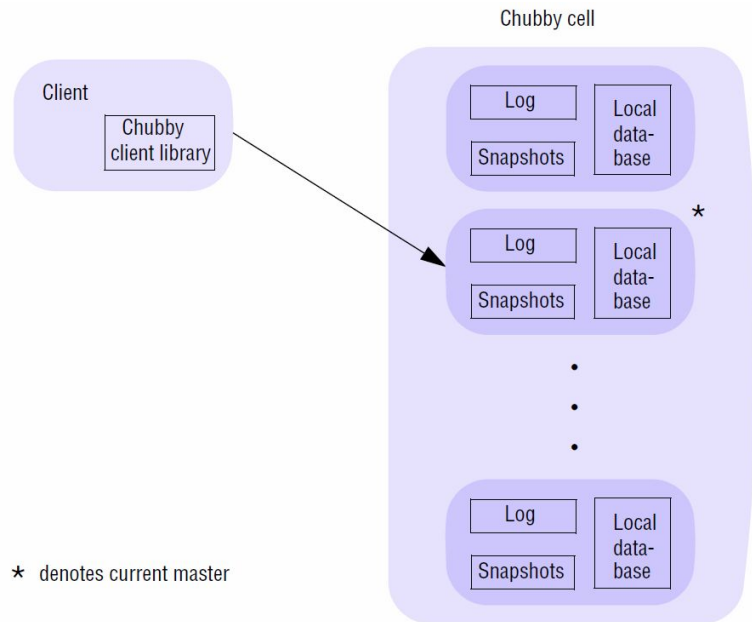 Chubby cell
Client
Chubby
client library
Log
Snapshots
Local
data-
base
*
Log
Snapshots
Local
data-
base
Log
Snapshots
Local
data-
base
* denotes current master